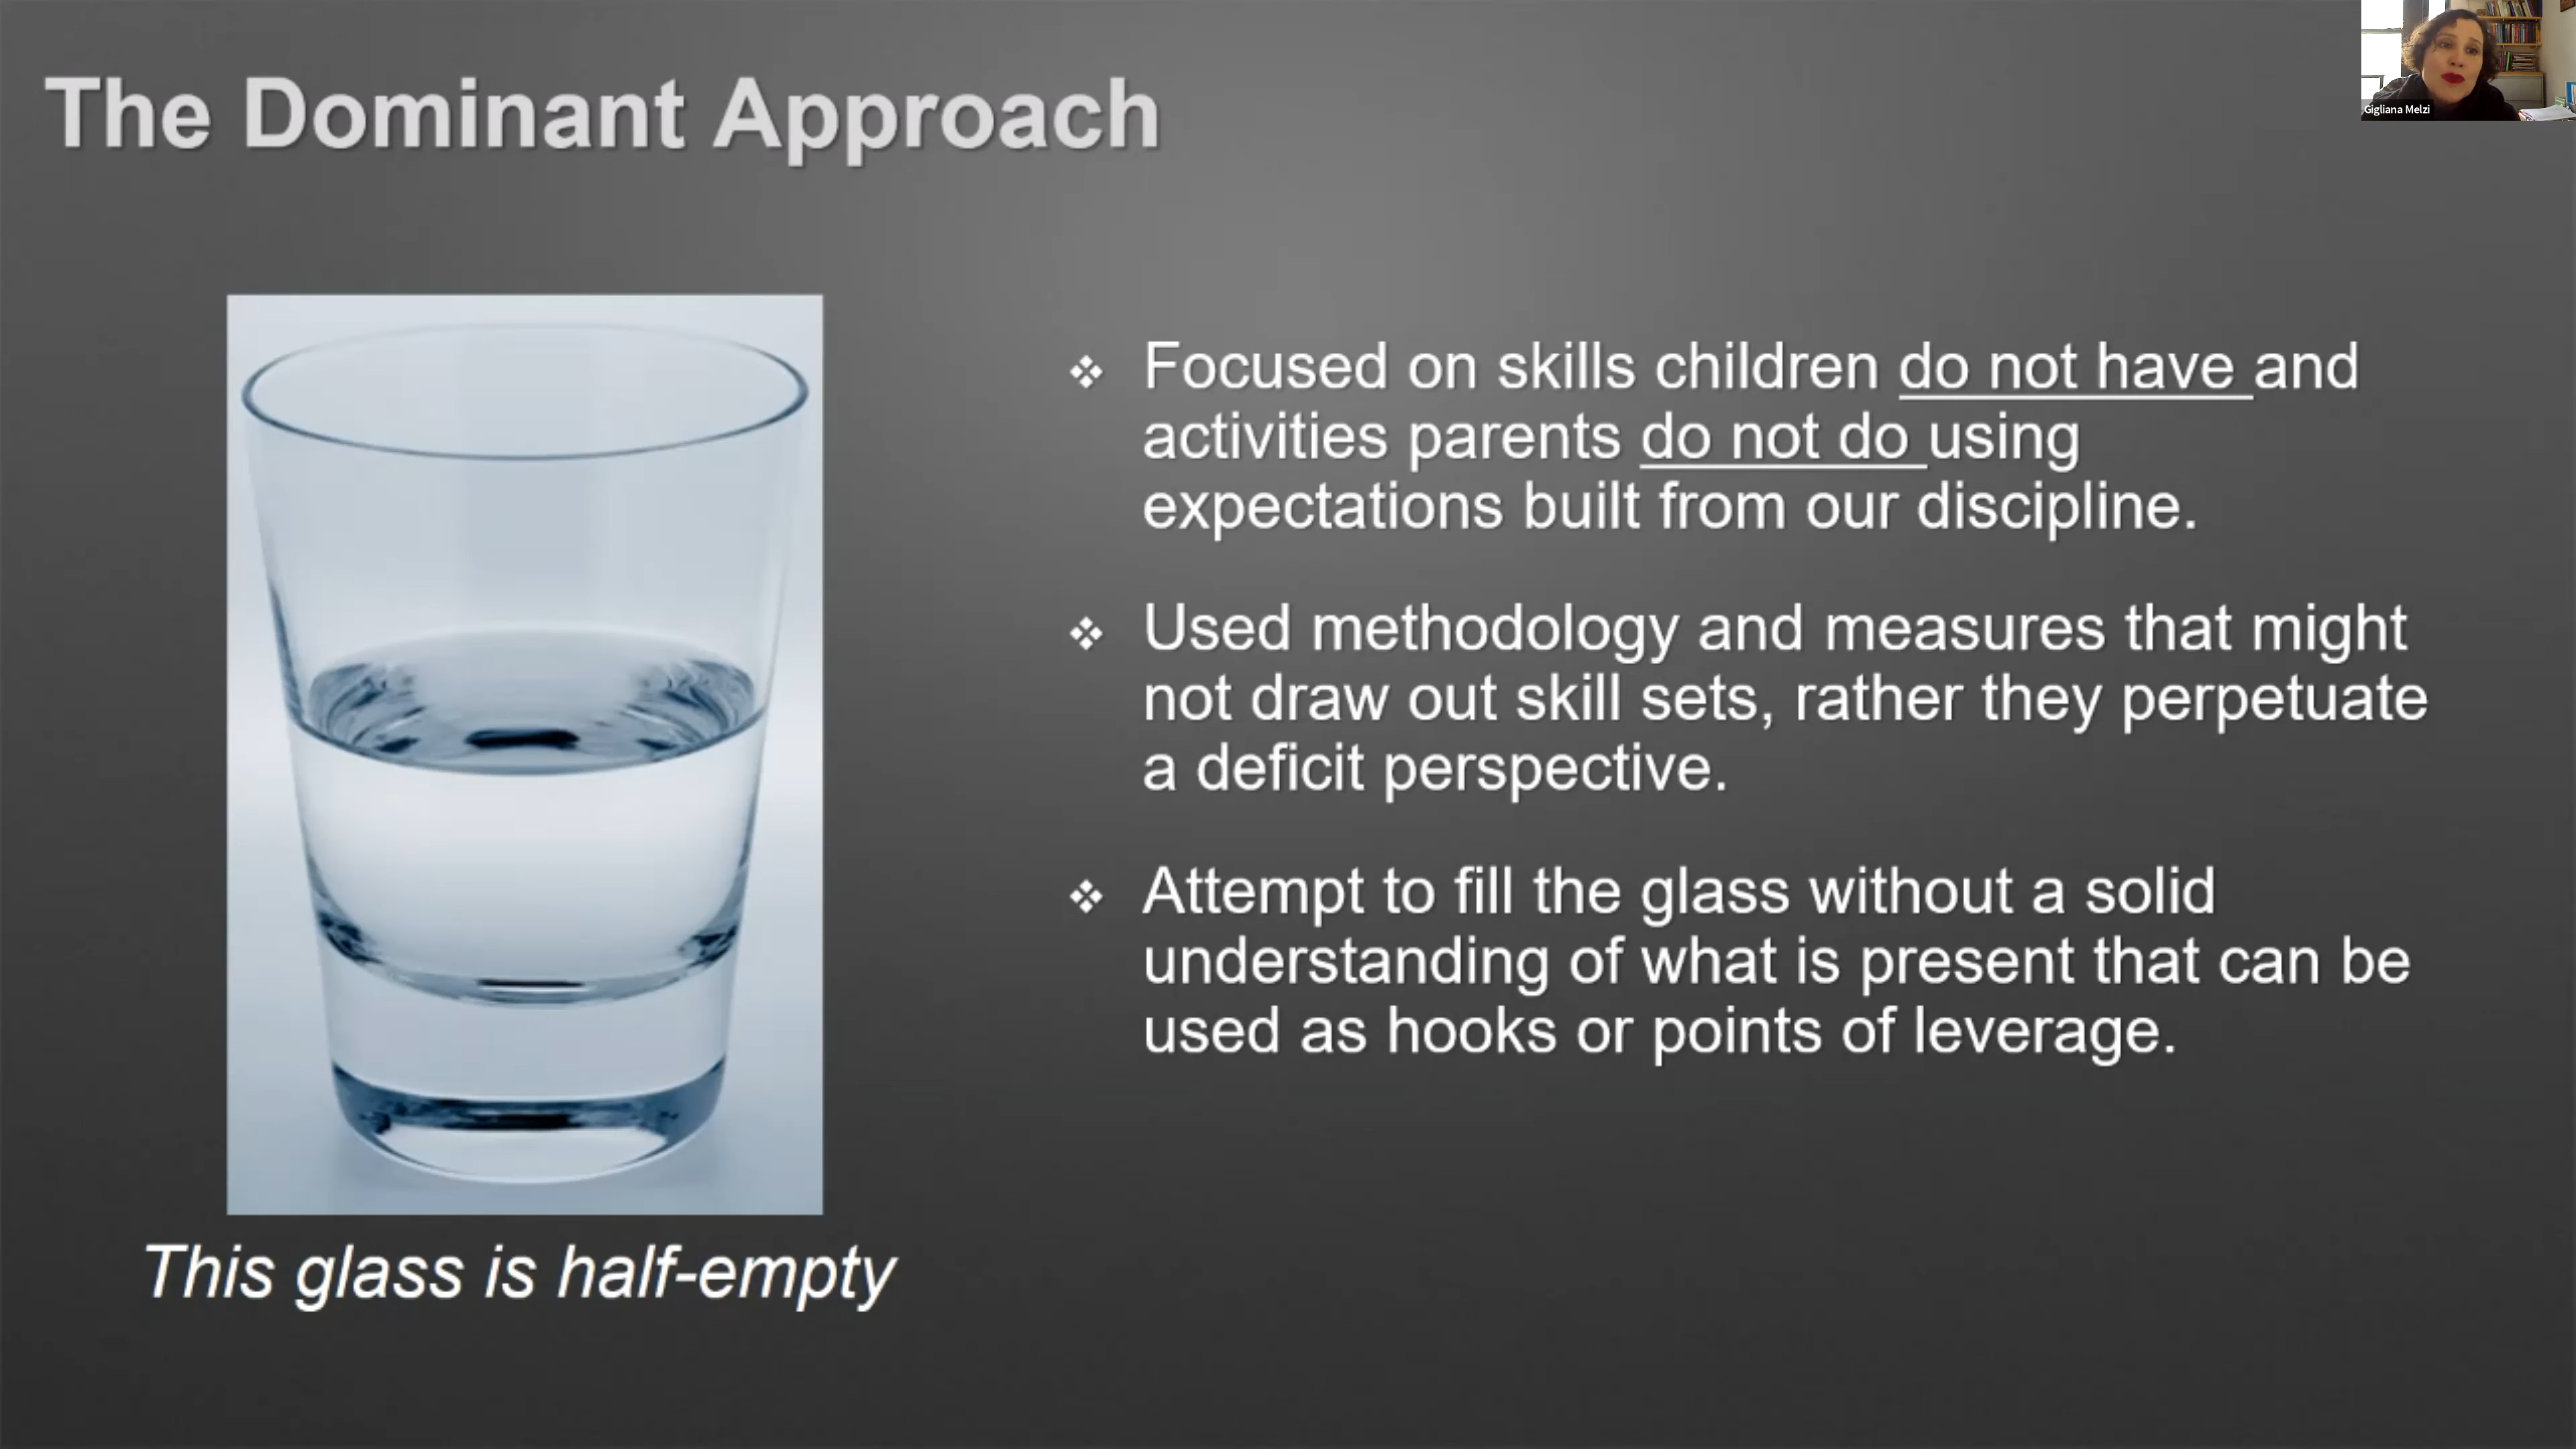 The Dominant Approach
Gigliana Melzi
Focused on skills children do not have and
activities parents do not do using
expectations built from our discipline.
Used methodology and measures that might
not draw out skill sets, rather they perpetuate
a deficit perspective.
Attempt to fill the glass without a solid
understanding of what is present that can be
used as hooks or points of leverage.
This glass is half-empty